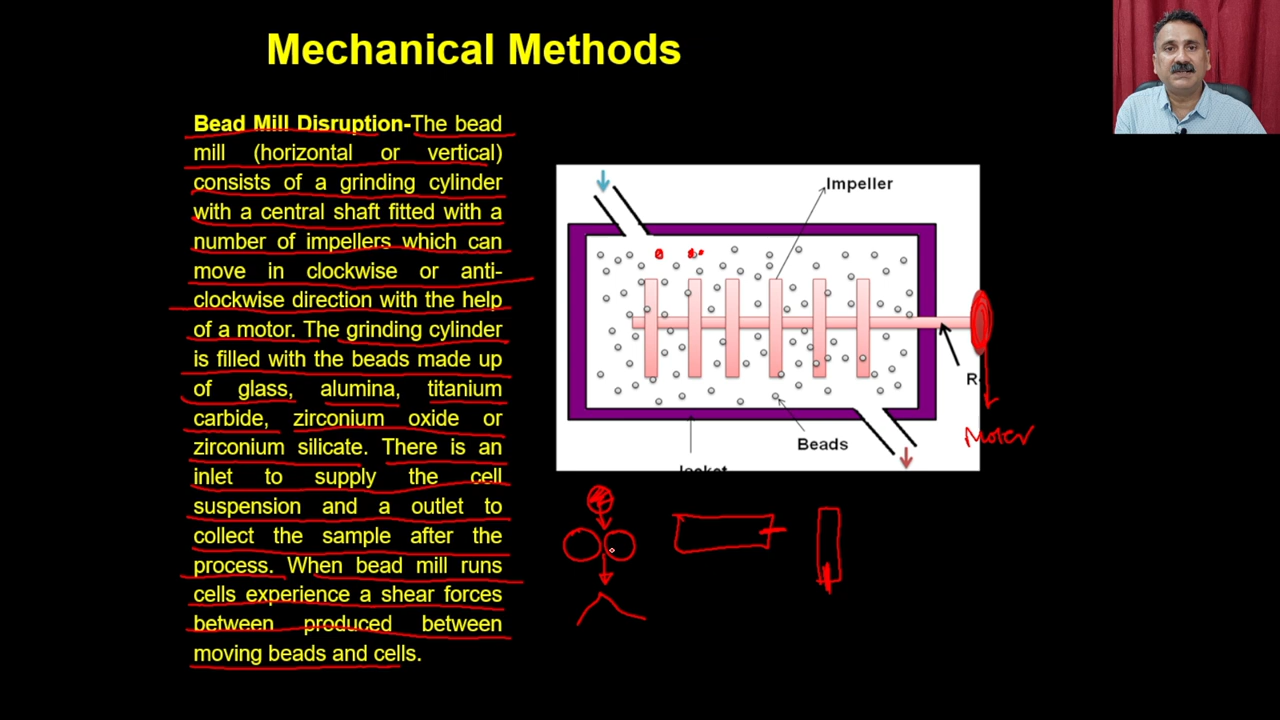 Mechanical Methods
Bead Mill Disruption-The bead
mill (horizontal or vertical)
consists of a grinding cylinder
with a central shaft fitted with a
number of impellers which can
move in clockwise or anti-
clockwise direction with the help
of a motor. The grinding cylinder
is filled with the beads made up
of glass, alumina, titanium
carbide, zirconium oxide or
zirconium silicate. There is an
inlet to supply the cell
suspension and a outlet to
collect the sample after the
process. When bead mill runs
cells experience a shear forces
between produced between
moving beads and cells.
Impeller
Moter
Beads
Jacket